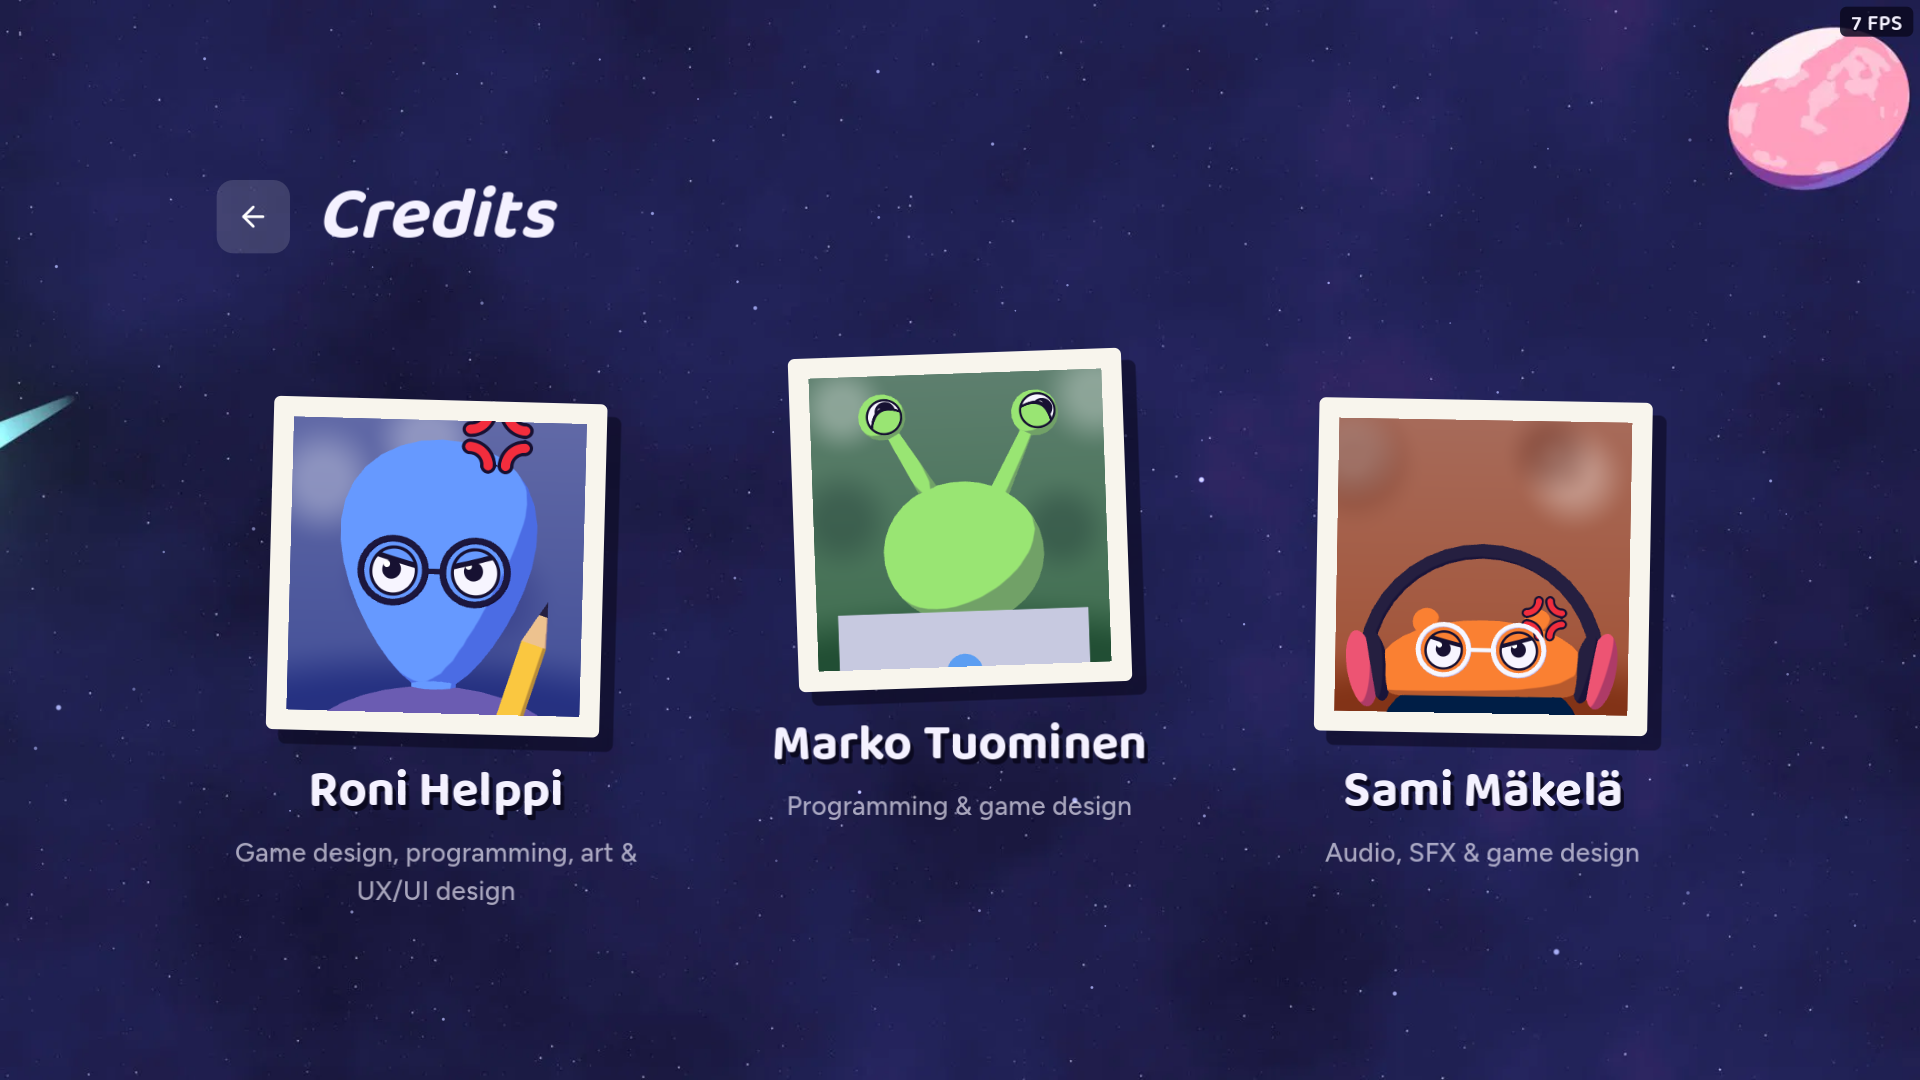 7 FPS
Credits
Roni Helppi
Game design, programming, art &
UX/UI design
Marko Tuominen
Programming & game design
Sami Mäkelä
Audio, SFX & game design